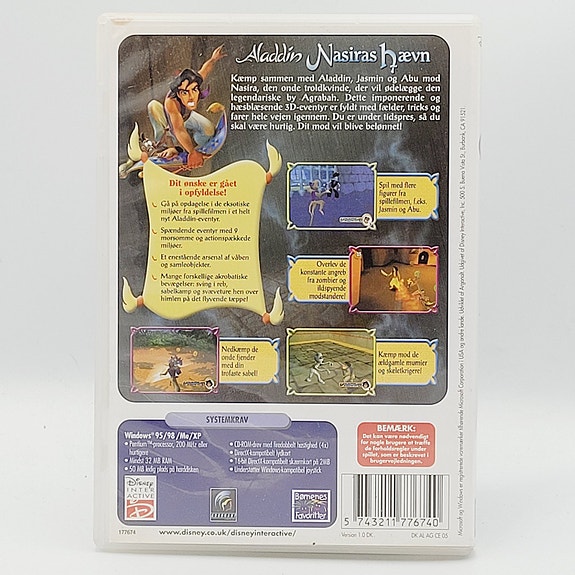 Aladdin Nasiras hævn
Kæmp sammen med Aladdin, Jasmin og Abu mod
Nasira, den onde troldkvinde, der vil ødelægge den
legendariske by Agrabah. Dette imponerende og
hæsblæsende 3D-eventyr er fyldt med fælder, tricks og
farer hele vejen igennem. Du er under tidspres, så du
skal være hurtig. Dit mod vil blive belønnet!
Dit ønske er gået
i opfyldelse!
Gå på opdagelse i de eksotiske
miljøer fra spillefilmen i et helt
nyt Aladdin-eventyr.
Spændende eventyr med 9
morsomme og actionspækkede
miljøer.
Et enestående arsenal af våben
og samleobjekter.
Mange forskellige akrobatiske
bevægelser: sving i reb,
sabelkamp og svæveture hen over
himlen på det flyvende tæppe!
Spil med flere
figurer fra
spillefilmen, f.eks.
Jasmin og Abu.
Overlev de
konstante angreb
fra zombier og
ildspyende
modstandere!
Nedkæmp de
onde fjender
med din
trofaste sabel!
Kæmp mod de
ældgamle mumier
og skeletkrigere!
SYSTEMKRAV
Windows® 95/98 /Me/XP
• Pentium™-processor, 200 MHz eller
hurtigere
• Mindst 32 MB RAM
• 50 MB ledig plads på harddisken
• CD-ROM-drev med firedobbelt hastighed (4x)
• DirectX-kompatibelt lydkort
• 16-bit DirectX-kompatibelt skærmkort på 2MB
• Understøtter Windows-kompatibel joystick.
BEMÆRK:
Det kan være nødvendigt
for nogle brugere at træffe
de forholdsregler under
spillet, som er beskrevet i
brugervejledningen.
DISNEY
INTER
ACTIVE
Børnenes
Favoritter
177674
www.disney.co.uk/disneyinteractive/
5 743211 776740
Version 1.0 DK
DK AL AG CE 05